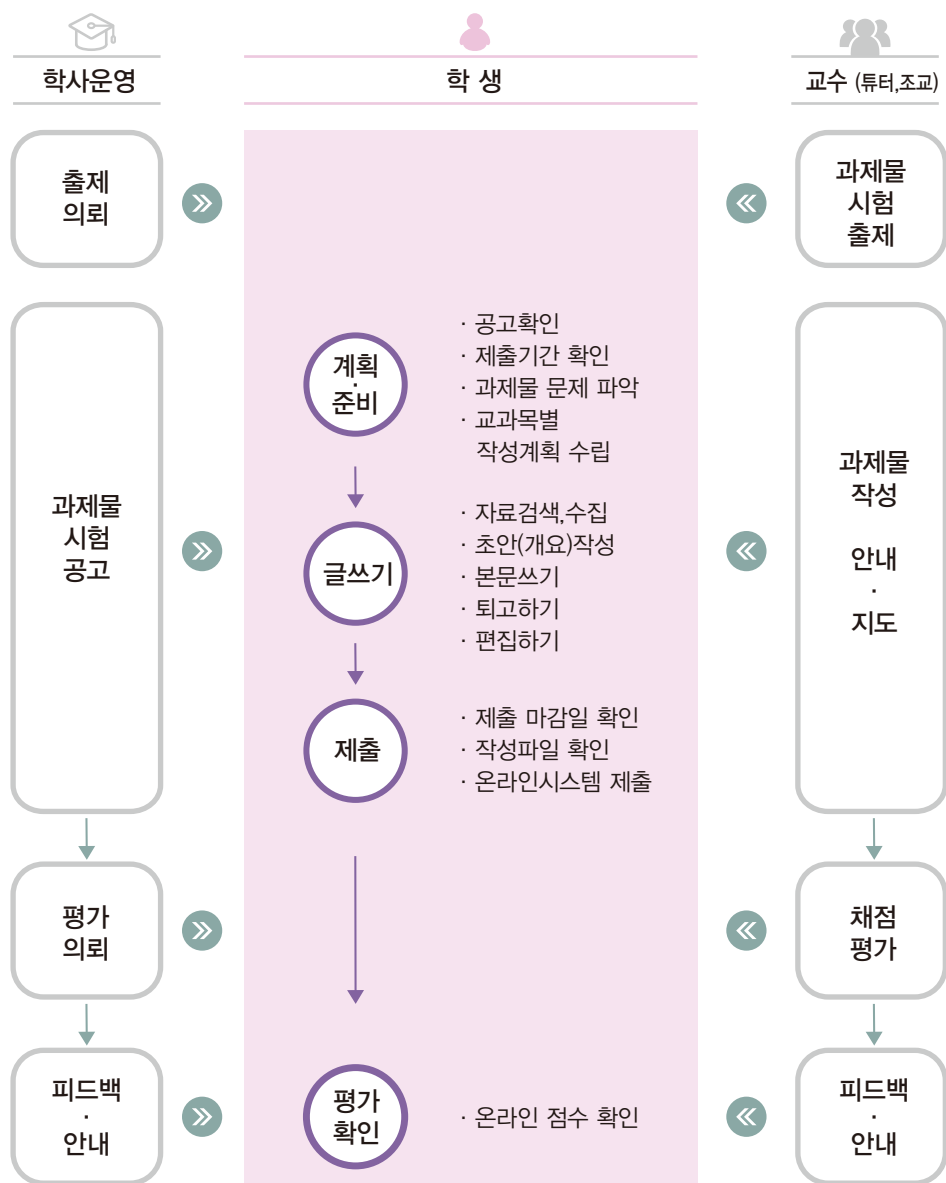 학사운영
학 생
교수 (튜터,조교)
출제
의뢰
과제물
시험
출제
과제물
시험
공고
계획
·
준비
· 공고확인
· 제출기간 확인
· 과제물 문제 파악
· 교과목별
작성계획 수립
글쓰기
· 자료검색,수집
· 초안(개요)작성
· 본문쓰기
· 퇴고하기
· 편집하기
제출
· 제출 마감일 확인
· 작성파일 확인
· 온라인시스템 제출
과제물
작성
안내
·
지도
평가
의뢰
채점
평가
피드백
·
안내
평가
확인
· 온라인 점수 확인
피드백
·
안내